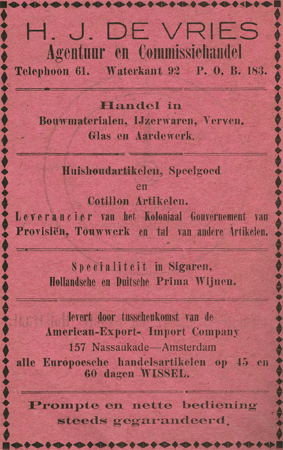 H. J. DE VRIES
Agentuur en Commissiehandel
Telephoon 61. Waterkant 92 P. O. B. 183.
Handel in
Bouwmaterialen, IJzerwaren, Verven,
Glas en Aardewerk.
Huishoudartikelen, Speelgoed
en
Cotillon Artikelen.
Leverancier van het Koloniaal Gouvernement van
Provisiën, Touwwerk en tal van andere Artikelen.
Specialiteit in Sigaren,
Hollandsche en Duitsche Prima Wijnen.
levert door tusschenkomst van de
American-Export- Import Company
157 Nassaukade—Amsterdam
alle Europoesche handelsartikelen op 45 en
60 dagen WISSEL.
Prompte en nette bediening
steeds gegarandeerd.